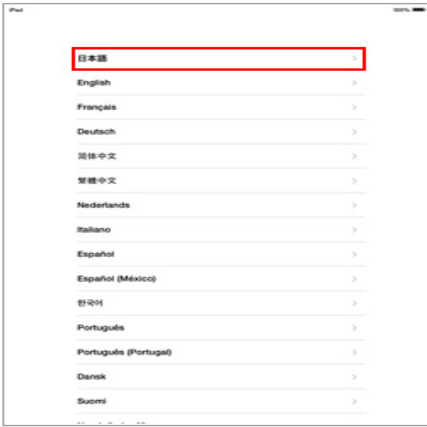 iPad
100%
日本語
English
Français
Deutsch
简体中文
繁體中文
Nederlands
Italiano
Español
Español (México)
한국어
Português
Português (Portugal)
Dansk
Suomi